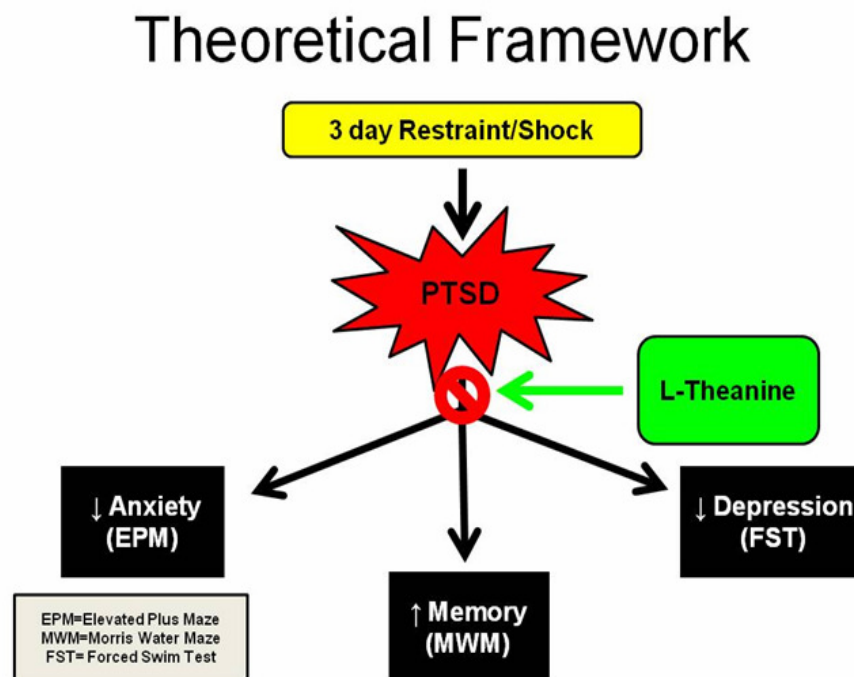 Theoretical Framework
3 day Restraint/Shock
PTSD
L-Theanine
↓ Anxiety
(EPM)
↓ Depression
(FST)
↑ Memory
(MWM)
EPM=Elevated Plus Maze
MWM=Morris Water Maze
FST= Forced Swim Test